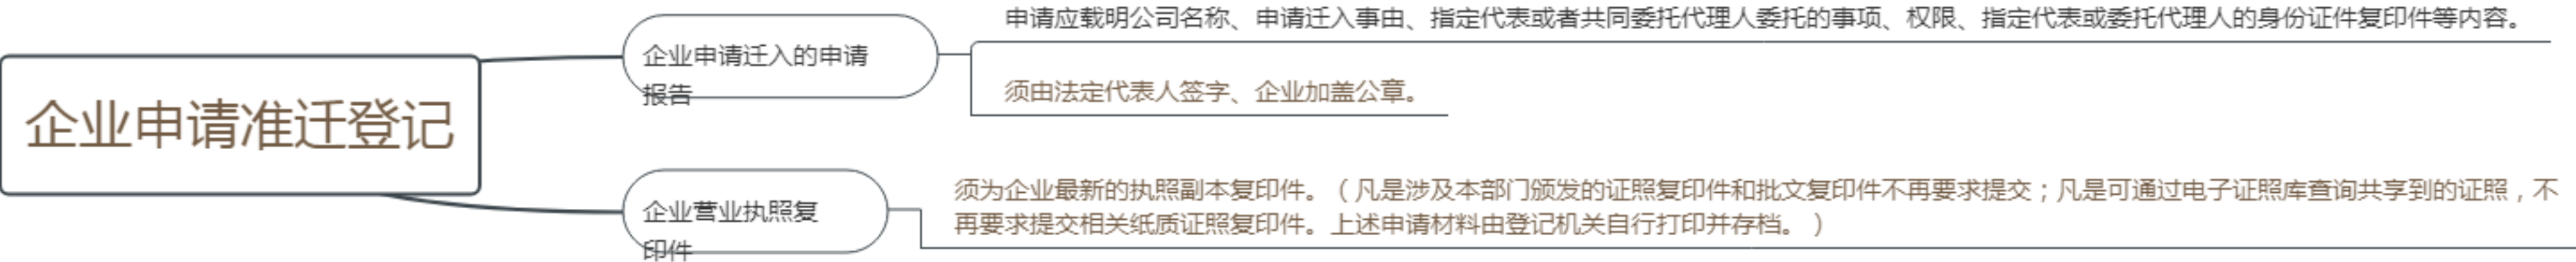 企业申请准迁登记
企业申请迁入的申请
报告
申请应载明公司名称、申请迁入事由、指定代表或者共同委托代理人委托的事项、权限、指定代表或委托代理人的身份证件复印件等内容。
须由法定代表人签字、企业加盖公章。
企业营业执照复
印件
须为企业最新的执照副本复印件。（凡是涉及本部门颁发的证照复印件和批文复印件不再要求提交；凡是可通过电子证照库查询共享到的证照，不
再要求提交相关纸质证照复印件。上述申请材料由登记机关自行打印并存档。）